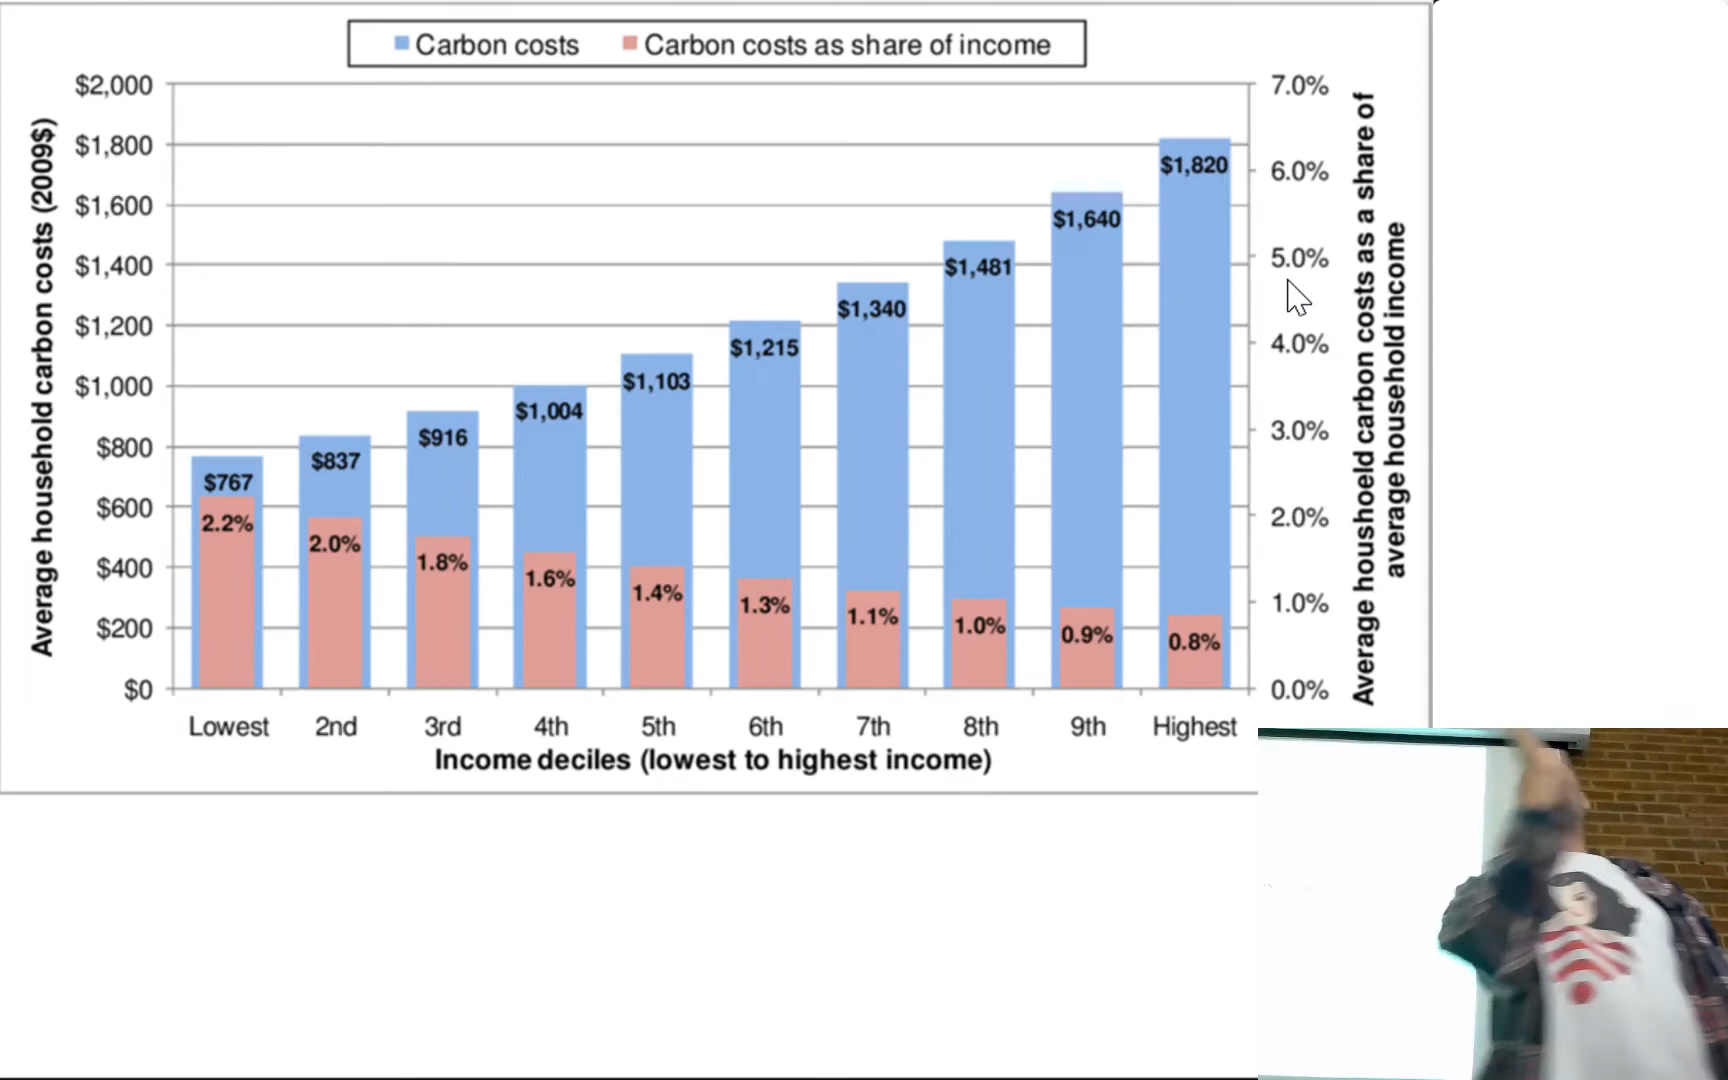 Carbon costs
Carbon costs as share of income
$2,000
$1,800
$1,600
$1,400
$1,200
$1,000
$800
$600
$400
$200
$0
Average household carbon costs (2009$)
7.0%
6.0%
5.0%
4.0%
3.0%
2.0%
1.0%
0.0%
Average houshoeld carbon costs as a share of
average household income
$767
$837
$916
$1,004
$1,103
$1,215
$1,340
$1,481
$1,640
$1,820
2.2%
2.0%
1.8%
1.6%
1.4%
1.3%
1.1%
1.0%
0.9%
0.8%
Lowest
2nd
3rd
4th
5th
6th
7th
8th
9th
Highest
Income deciles (lowest to highest income)